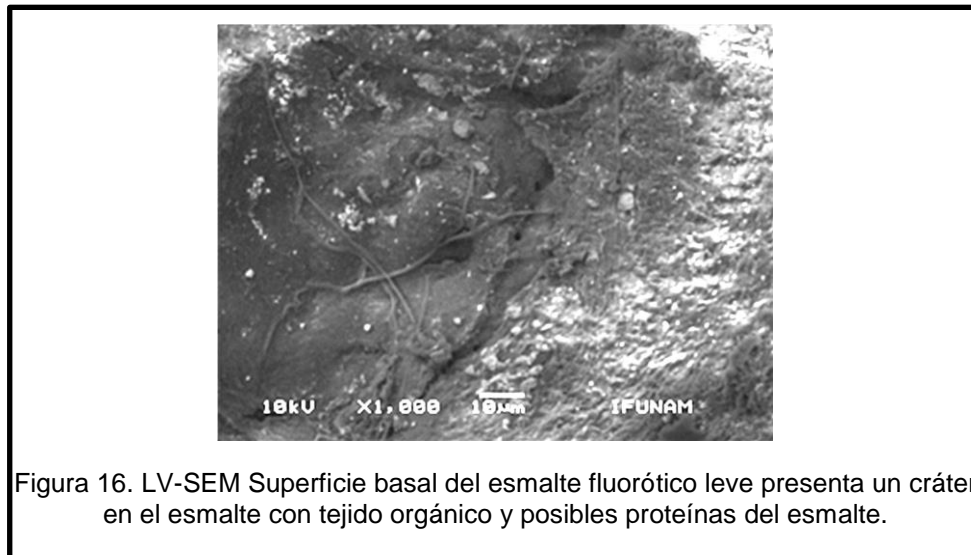 10kV X1,000 10µm IFUNAM
Figura 16. LV-SEM Superficie basal del esmalte fluorótico leve presenta un cráter
en el esmalte con tejido orgánico y posibles proteínas del esmalte.